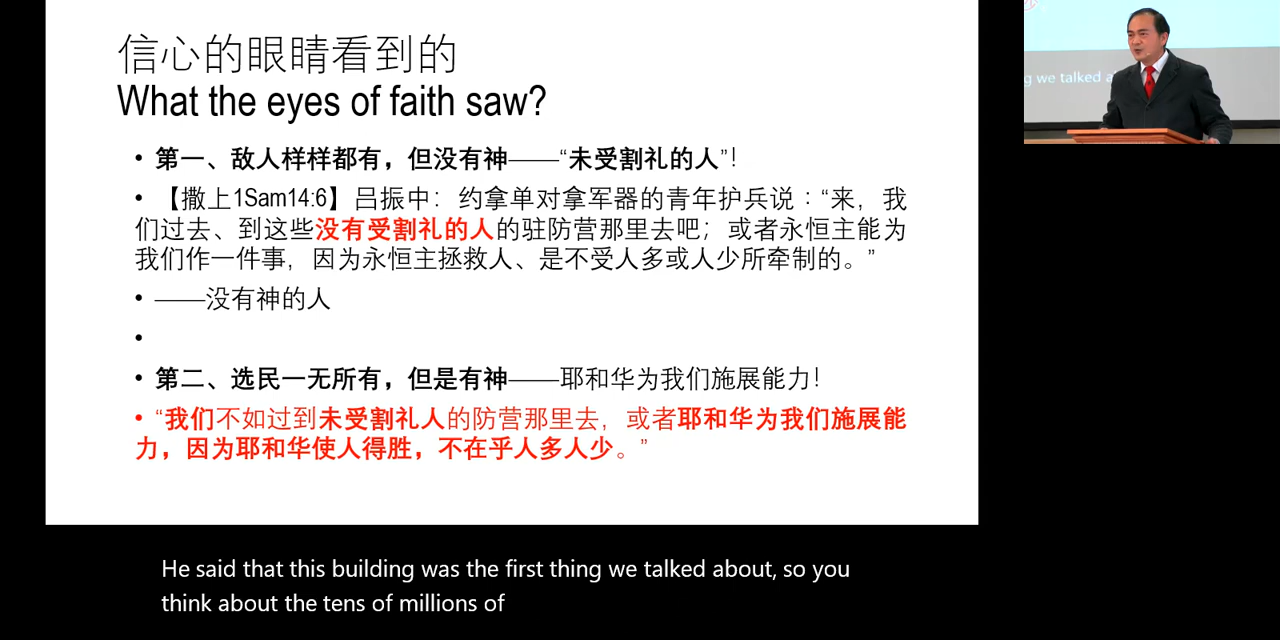 信心的眼睛看到的
What the eyes of faith saw?
• 第一、敌人样样都有，但没有神——“未受割礼的人”！
• 【撒上1Sam14:6】吕振中：约拿单对拿军器的青年护兵说：“来，我
们过去、到这些没有受割礼的人的驻防营那里去吧；或者永恒主能为
我们作一件事，因为永恒主拯救人、是不受人多或人少所牵制的。”
• ——没有神的人
•
• 第二、选民一无所有，但是有神——耶和华为我们施展能力！
• “我们不如过到未受割礼人的防营那里去，或者耶和华为我们施展能
力，因为耶和华使人得胜，不在乎人多人少。”
g we talked a
He said that this building was the first thing we talked about, so you
think about the tens of millions of